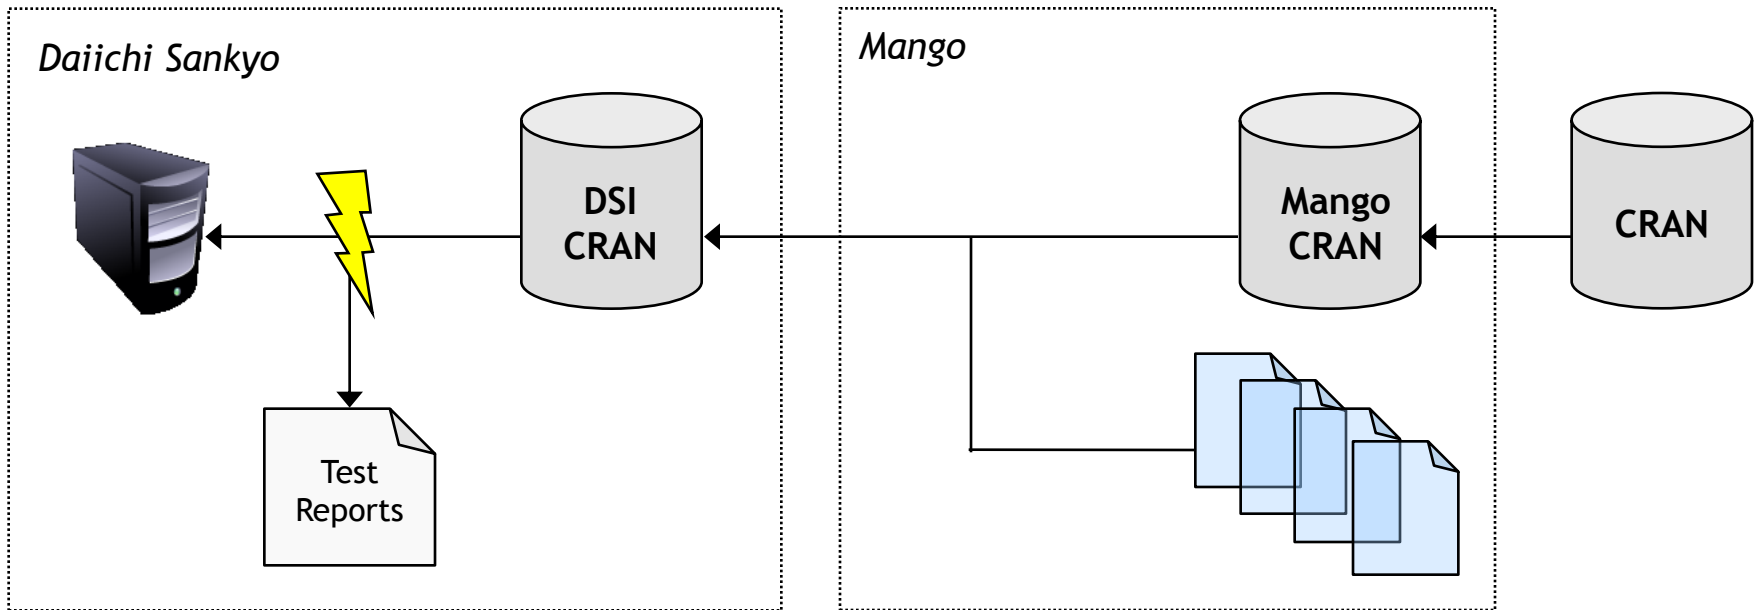 Daiichi Sankyo
Mango
DSI
CRAN
Mango
CRAN
CRAN
Test
Reports